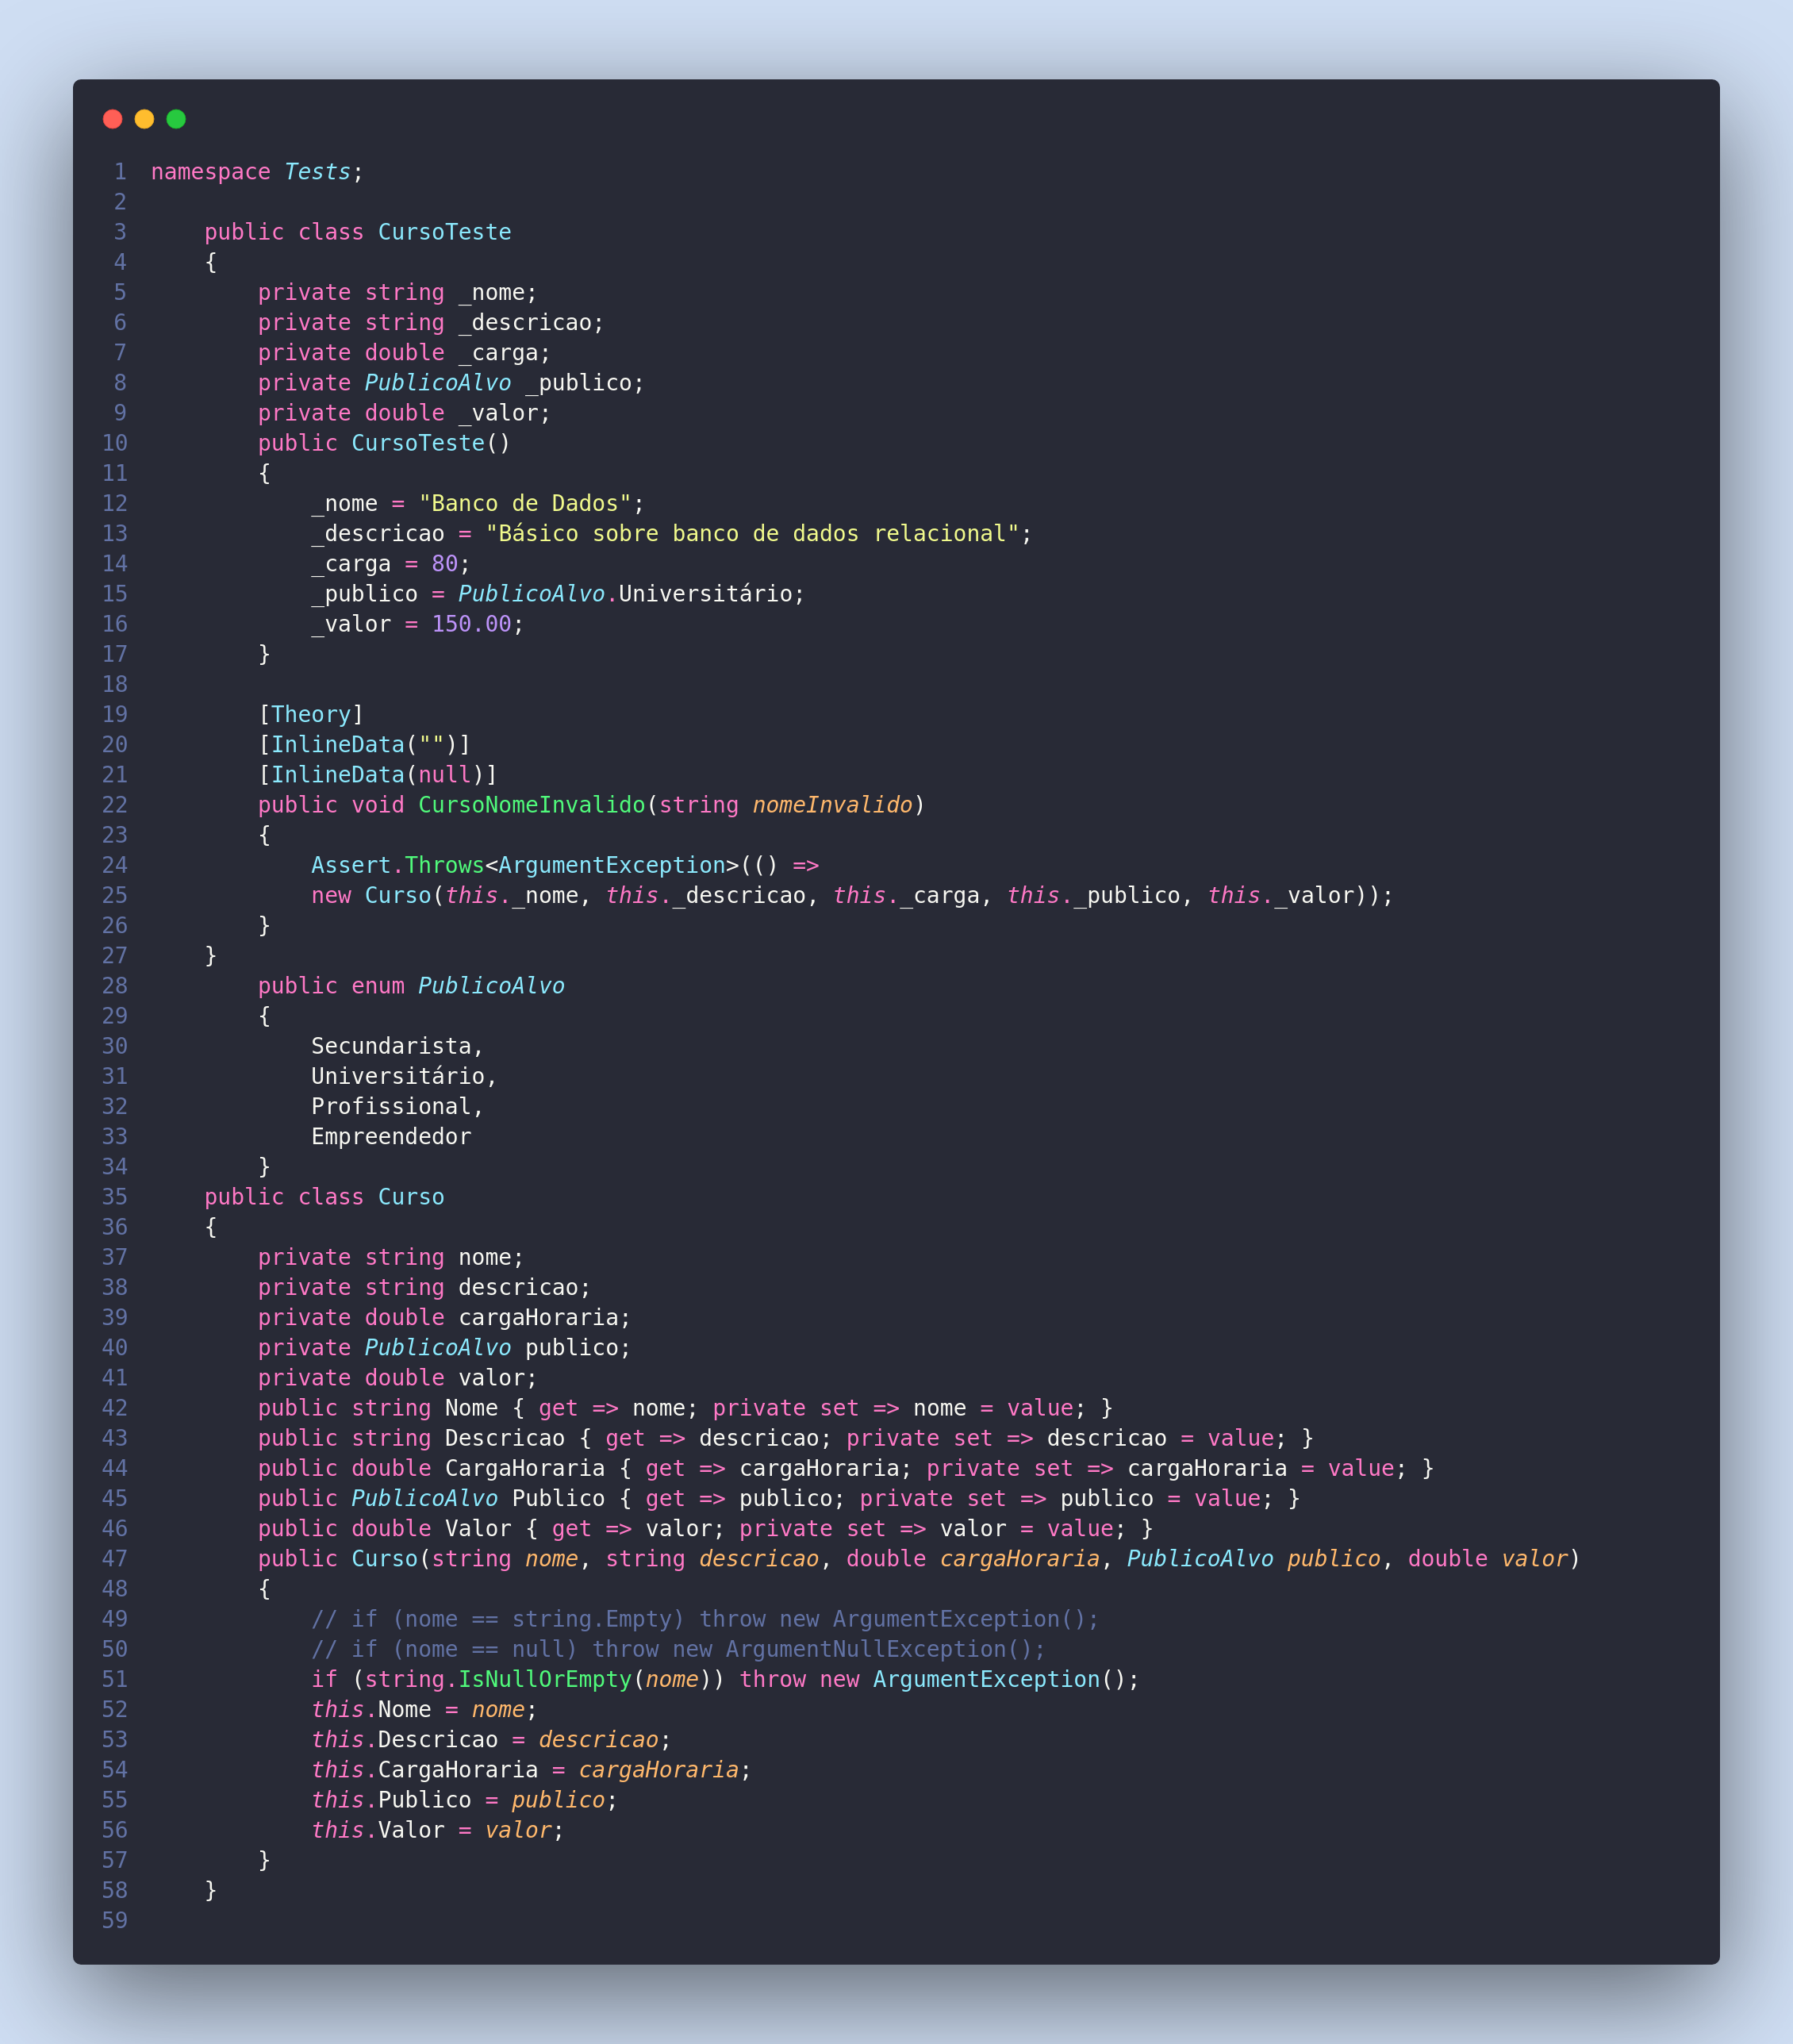 1 namespace Tests;
2
3     public class CursoTeste
4     {
5         private string _nome;
6         private string _descricao;
7         private double _carga;
8         private PublicoAlvo _publico;
9         private double _valor;
10         public CursoTeste()
11         {
12             _nome = "Banco de Dados";
13             _descricao = "Básico sobre banco de dados relacional";
14             _carga = 80;
15             _publico = PublicoAlvo.Universitário;
16             _valor = 150.00;
17         }
18
19         [Theory]
20         [InlineData("")]
21         [InlineData(null)]
22         public void CursoNomeInvalido(string nomeInvalido)
23         {
24             Assert.Throws<ArgumentException>(() =>
25             new Curso(this._nome, this._descricao, this._carga, this._publico, this._valor));
26         }
27     }
28         public enum PublicoAlvo
29         {
30             Secundarista,
31             Universitário,
32             Profissional,
33             Empreendedor
34         }
35     public class Curso
36     {
37         private string nome;
38         private string descricao;
39         private double cargaHoraria;
40         private PublicoAlvo publico;
41         private double valor;
42         public string Nome { get => nome; private set => nome = value; }
43         public string Descricao { get => descricao; private set => descricao = value; }
44         public double CargaHoraria { get => cargaHoraria; private set => cargaHoraria = value; }
45         public PublicoAlvo Publico { get => publico; private set => publico = value; }
46         public double Valor { get => valor; private set => valor = value; }
47         public Curso(string nome, string descricao, double cargaHoraria, PublicoAlvo publico, double valor)
48         {
49             // if (nome == string.Empty) throw new ArgumentException();
50             // if (nome == null) throw new ArgumentNullException();
51             if (string.IsNullOrEmpty(nome)) throw new ArgumentException();
52             this.Nome = nome;
53             this.Descricao = descricao;
54             this.CargaHoraria = cargaHoraria;
55             this.Publico = publico;
56             this.Valor = valor;
57         }
58     }
59